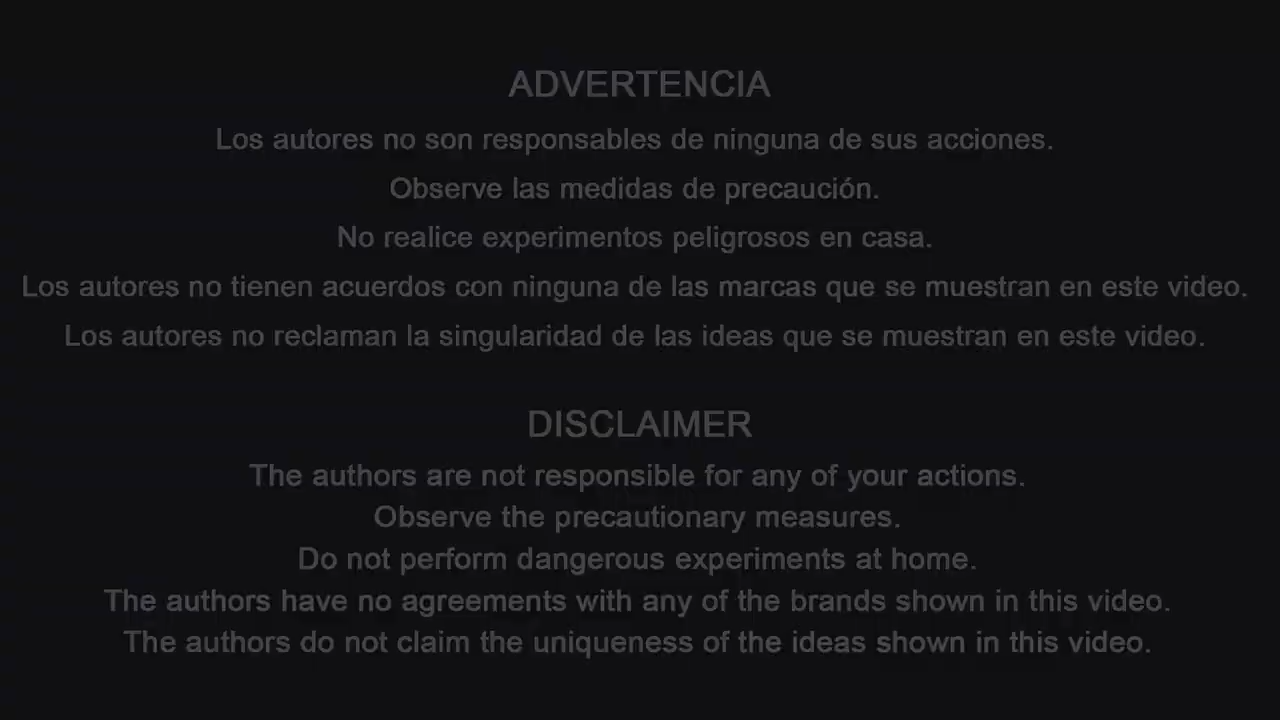 ADVERTENCIA
Los autores no son responsables de ninguna de sus acciones.
Observe las medidas de precaución.
No realice experimentos peligrosos en casa.
Los autores no tienen acuerdos con ninguna de las marcas que se muestran en este video.
Los autores no reclaman la singularidad de las ideas que se muestran en este video.
DISCLAIMER
The authors are not responsible for any of your actions.
Observe the precautionary measures.
Do not perform dangerous experiments at home.
The authors have no agreements with any of the brands shown in this video.
The authors do not claim the uniqueness of the ideas shown in this video.